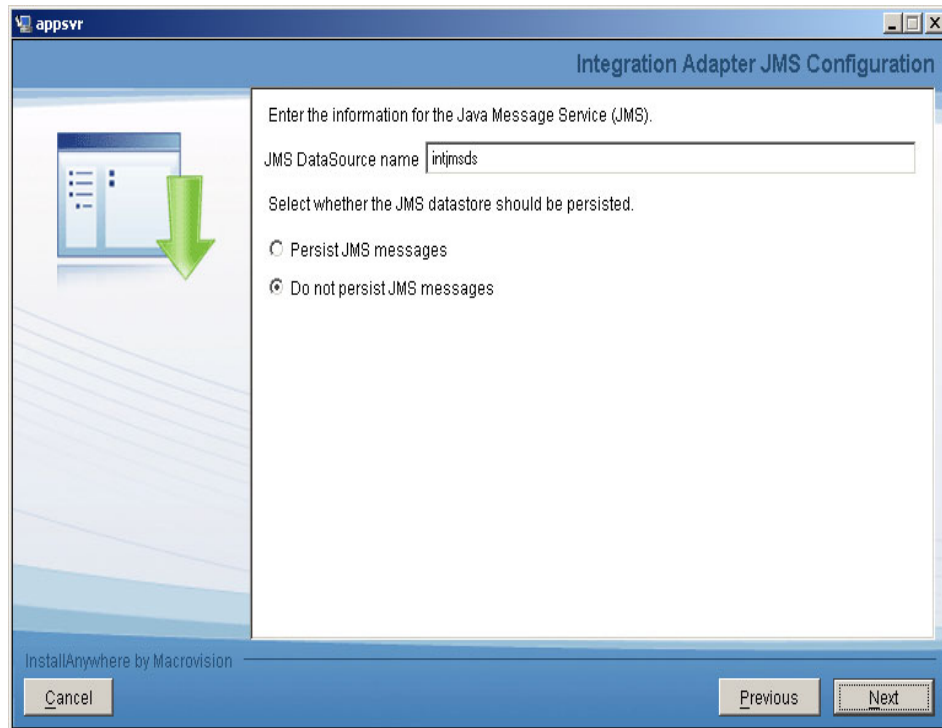 appsvr
Integration Adapter JMS Configuration
Enter the information for the Java Message Service (JMS).
JMS DataSource name intjmsds
Select whether the JMS datastore should be persisted.
Persist JMS messages
Do not persist JMS messages
InstallAnywhere by Macrovision
Cancel Previous Next